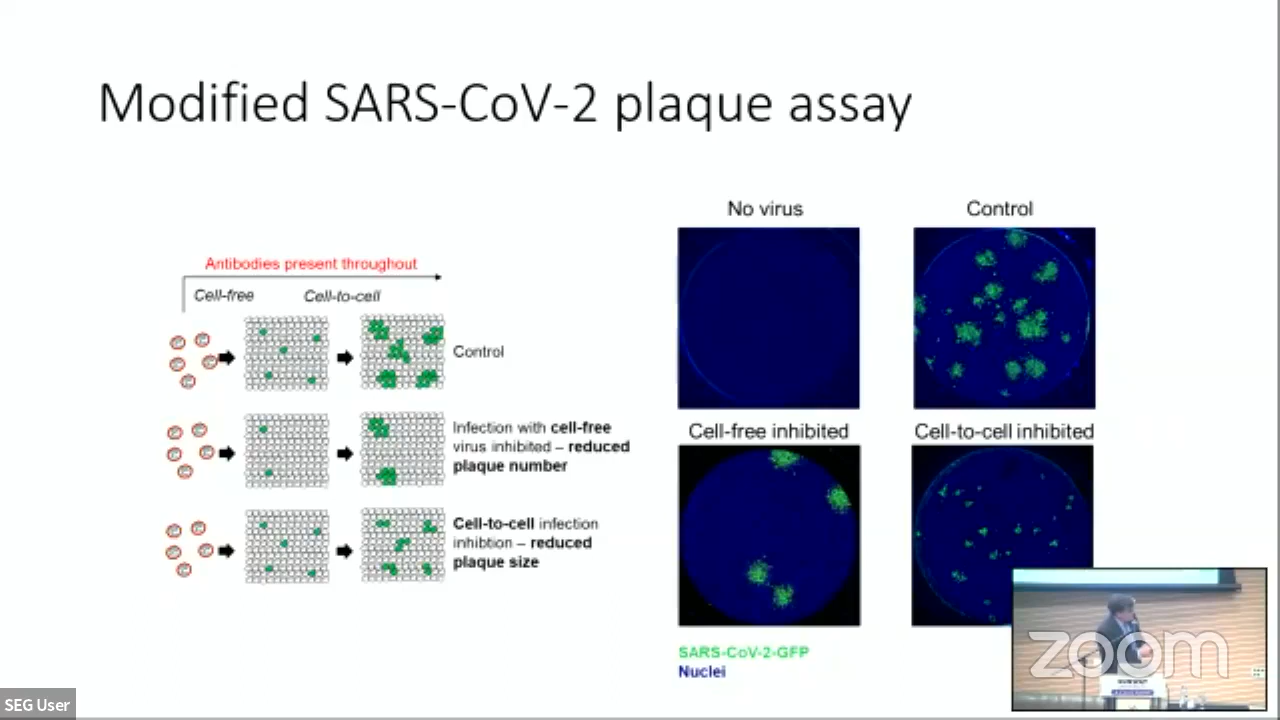 Modified SARS-CoV-2 plaque assay
Antibodies present throughout
Cell-free
Cell-to-cell
Control
Infection with cell-free
virus inhibited – reduced
plaque number
Cell-to-cell infection
inhibtion – reduced
plaque size
No virus
Control
Cell-free inhibited
Cell-to-cell inhibited
SARS-CoV-2-GFP
Nuclei
zoom
SEG User